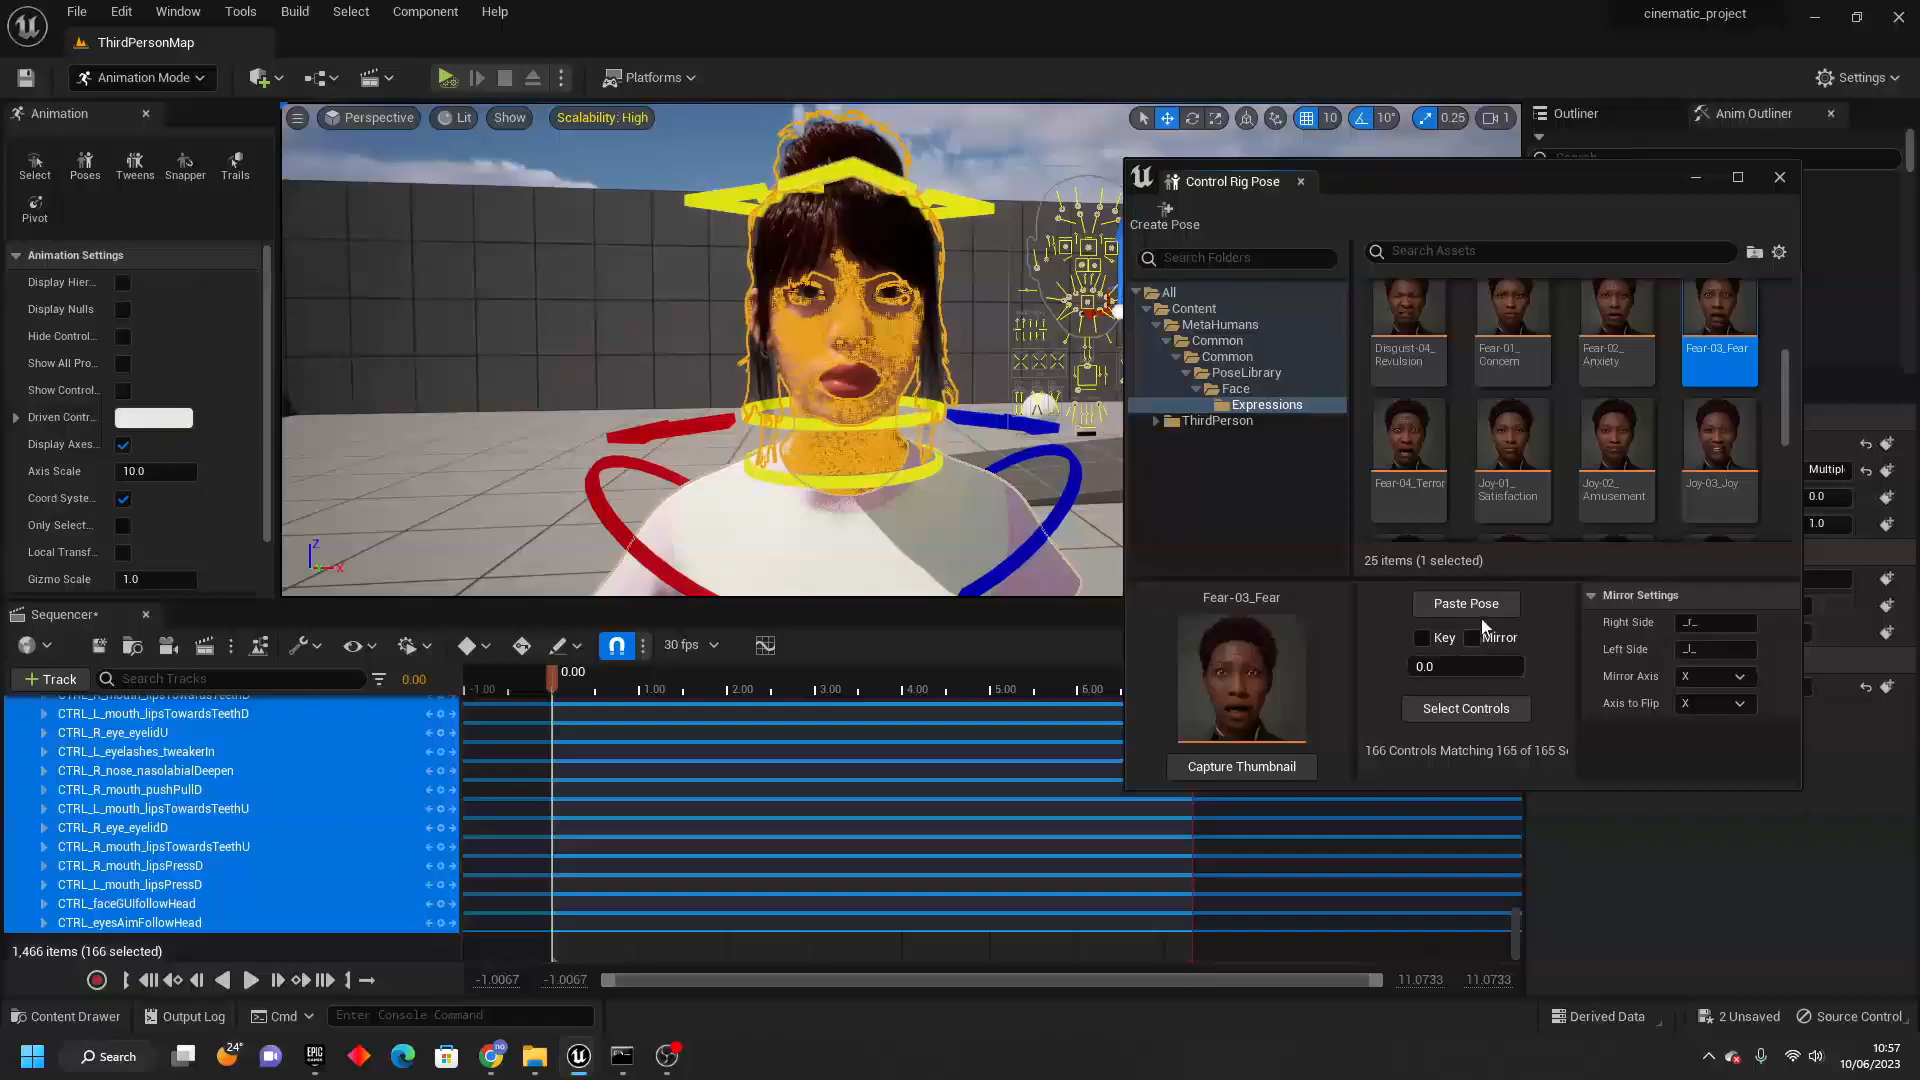 File Edit Window Tools Build Select Component Help
cinematic_project
ThirdPersonMap
Animation Mode
Platforms
Settings
Animation
Perspective Lit Show Scalability: High
10 10° 0.25 1
Outliner Anim Outliner
Select Poses Tweens Snapper Trails
Pivot
Animation Settings
Display Hier...
Display Nulls
Hide Control...
Show All Pro...
Show Control...
Driven Contr...
Display Axes...
Axis Scale 10.0
Coord Syste...
Only Select...
Local Transf...
Gizmo Scale 1.0
Z
X
Control Rig Pose
Create Pose
Search Folders
Search Assets
All
Content
MetaHumans
Common
Common
PoseLibrary
Face
Expressions
ThirdPerson
Disgust-04_
Revulsion
Fear-01_
Concern
Fear-02_
Anxiety
Fear-03_Fear
Fear-04_Terror
Joy-01_
Satisfaction
Joy-02_
Amusement
Joy-03_Joy
25 items (1 selected)
Fear-03_Fear
Capture Thumbnail
Paste Pose
Key Mirror
0.0
Select Controls
166 Controls Matching 165 of 165 Se
Mirror Settings
Right Side _r_
Left Side _l_
Mirror Axis X
Axis to Flip X
Multipl
0.0
1.0
Sequencer*
30 fps
Track
Search Tracks
0.00
0.00
-1.00 1.00 2.00 3.00 4.00 5.00 6.00
CTRL_L_mouth_lipsTowardsTeethD
CTRL_R_eye_eyelidU
CTRL_L_eyelashes_tweakerIn
CTRL_R_nose_nasolabialDeepen
CTRL_R_mouth_pushPullD
CTRL_L_mouth_lipsTowardsTeethU
CTRL_R_eye_eyelidD
CTRL_R_mouth_lipsTowardsTeethU
CTRL_R_mouth_lipsPressD
CTRL_L_mouth_lipsPressD
CTRL_faceGUIfollowHead
CTRL_eyesAimFollowHead
1,466 items (166 selected)
-1.0067 -1.0067 11.0733 11.0733
Content Drawer Output Log Cmd Enter Console Command
Derived Data 2 Unsaved Source Control
Search
24°
EPIC
GAMES
no
10:57
10/06/2023